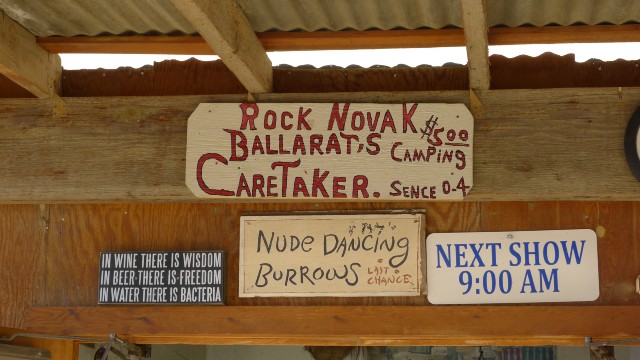 ROCK NOVAK
BALLARAT'S
CARETAKER.
$5.00
CAMPING
SENCE 0-4
IN WINE THERE IS WISDOM
IN BEER THERE IS FREEDOM
IN WATER THERE IS BACTERIA
NUDE DANCING
BURROWS
LAST
CHANCE
NEXT SHOW
9:00 AM